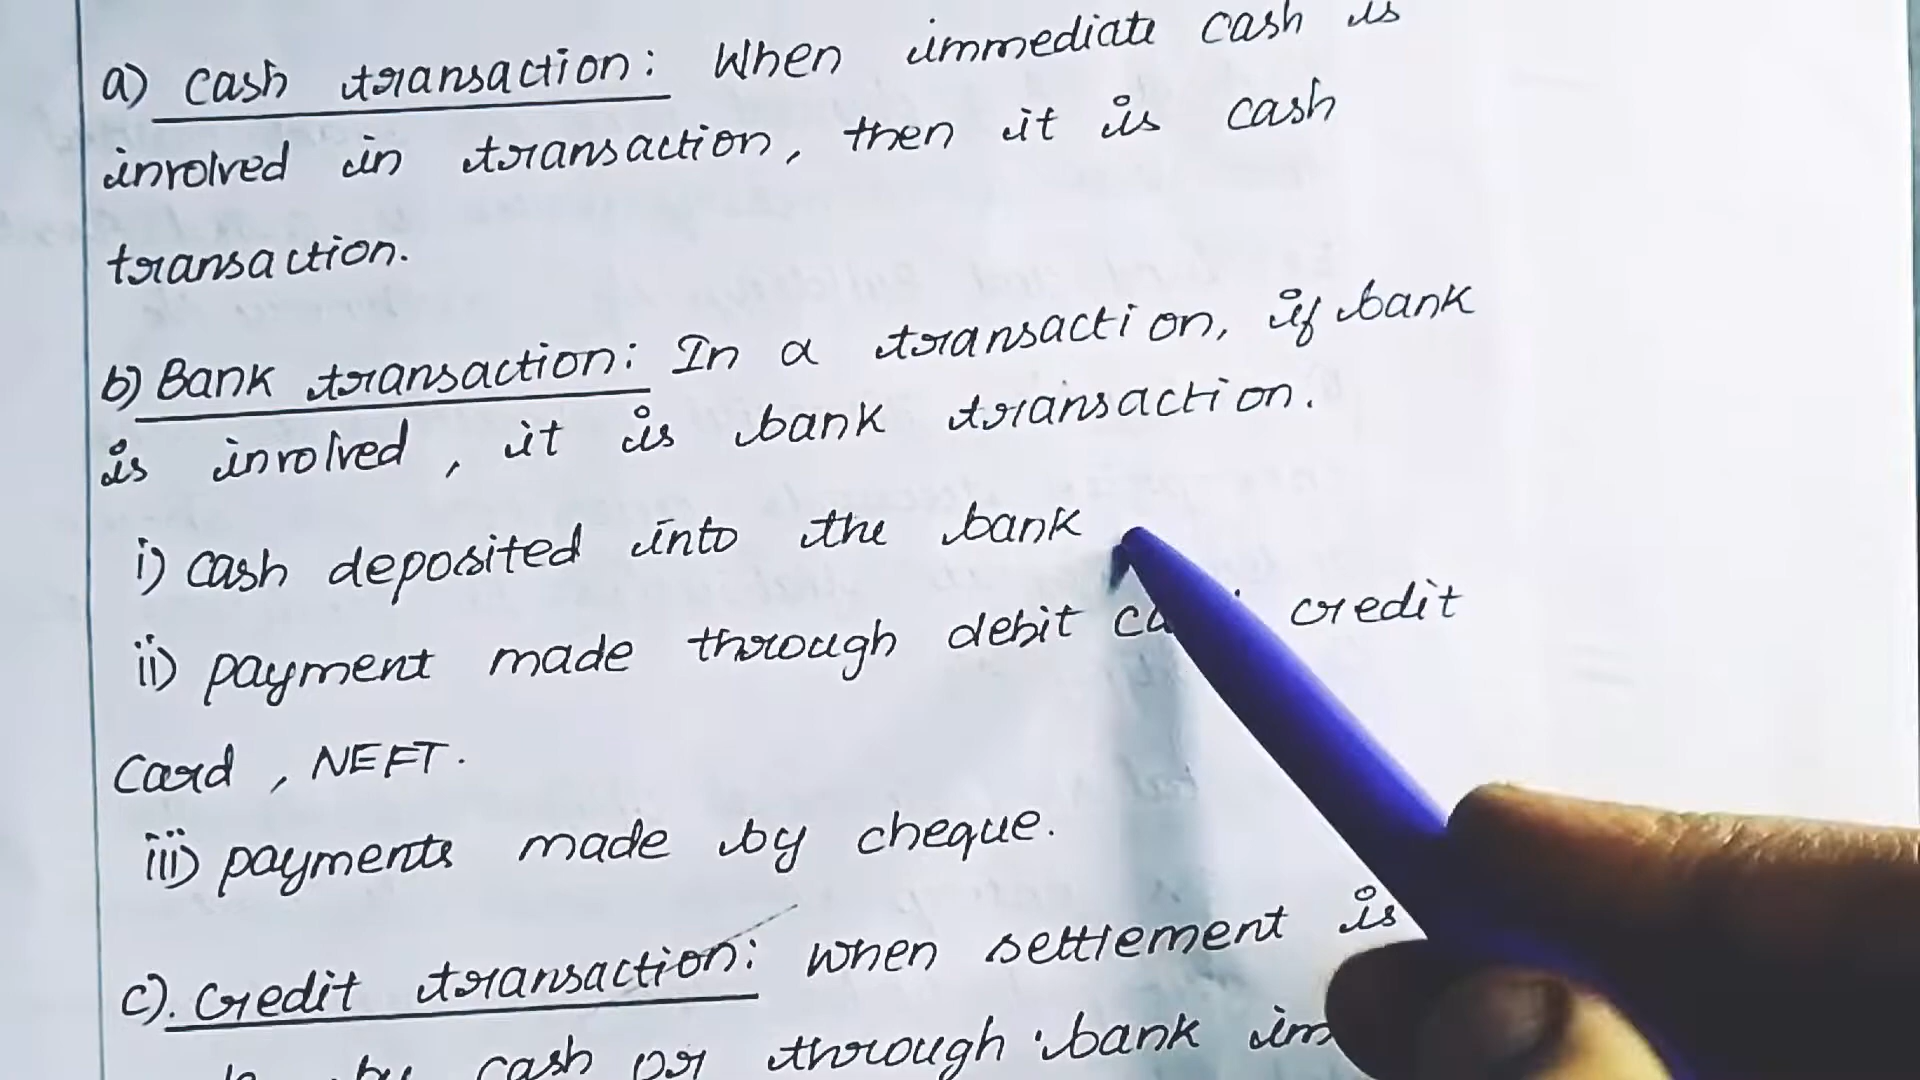 a) Cash transaction: When immediate cash is
involved in transaction, then it is cash
transaction.
b) Bank transaction: In a transaction, if bank
is involved, it is bank transaction.
i) cash deposited into the bank
ii) payment made through debit credit
Card, NEFT.
iii) payments made by cheque.
c). Credit transaction: when settlement is
by cash or through bank